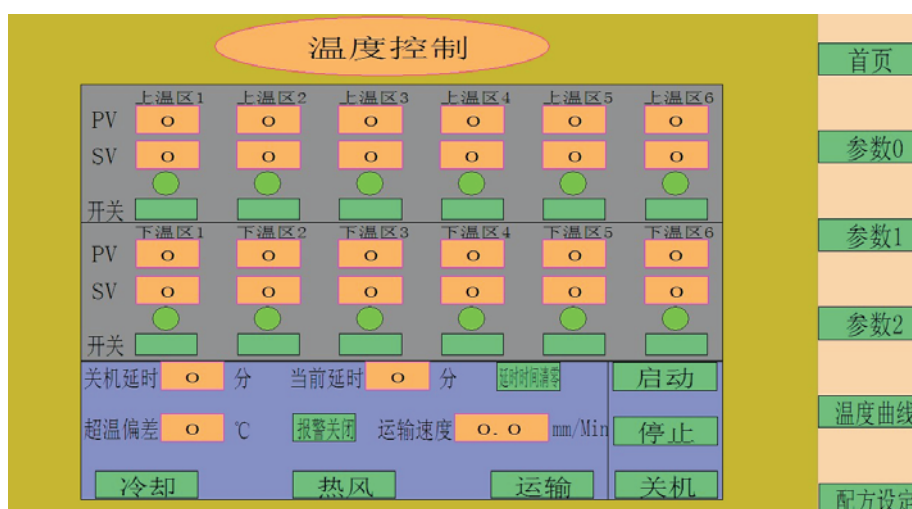 温度控制
首页
上温区1 上温区2 上温区3 上温区4 上温区5 上温区6
PV 0 0 0 0 0 0
参数0
SV 0 0 0 0 0 0
开关
下温区1 下温区2 下温区3 下温区4 下温区5 下温区6
参数1
PV 0 0 0 0 0 0
SV 0 0 0 0 0 0
参数2
开关
关机延时 0 分 当前延时 0 分 延时时间清零 启动
温度曲线
超温偏差 0 ℃ 报警关闭 运输速度 0.0 mm/Min 停止
冷却 热风 运输 关机
配方设定